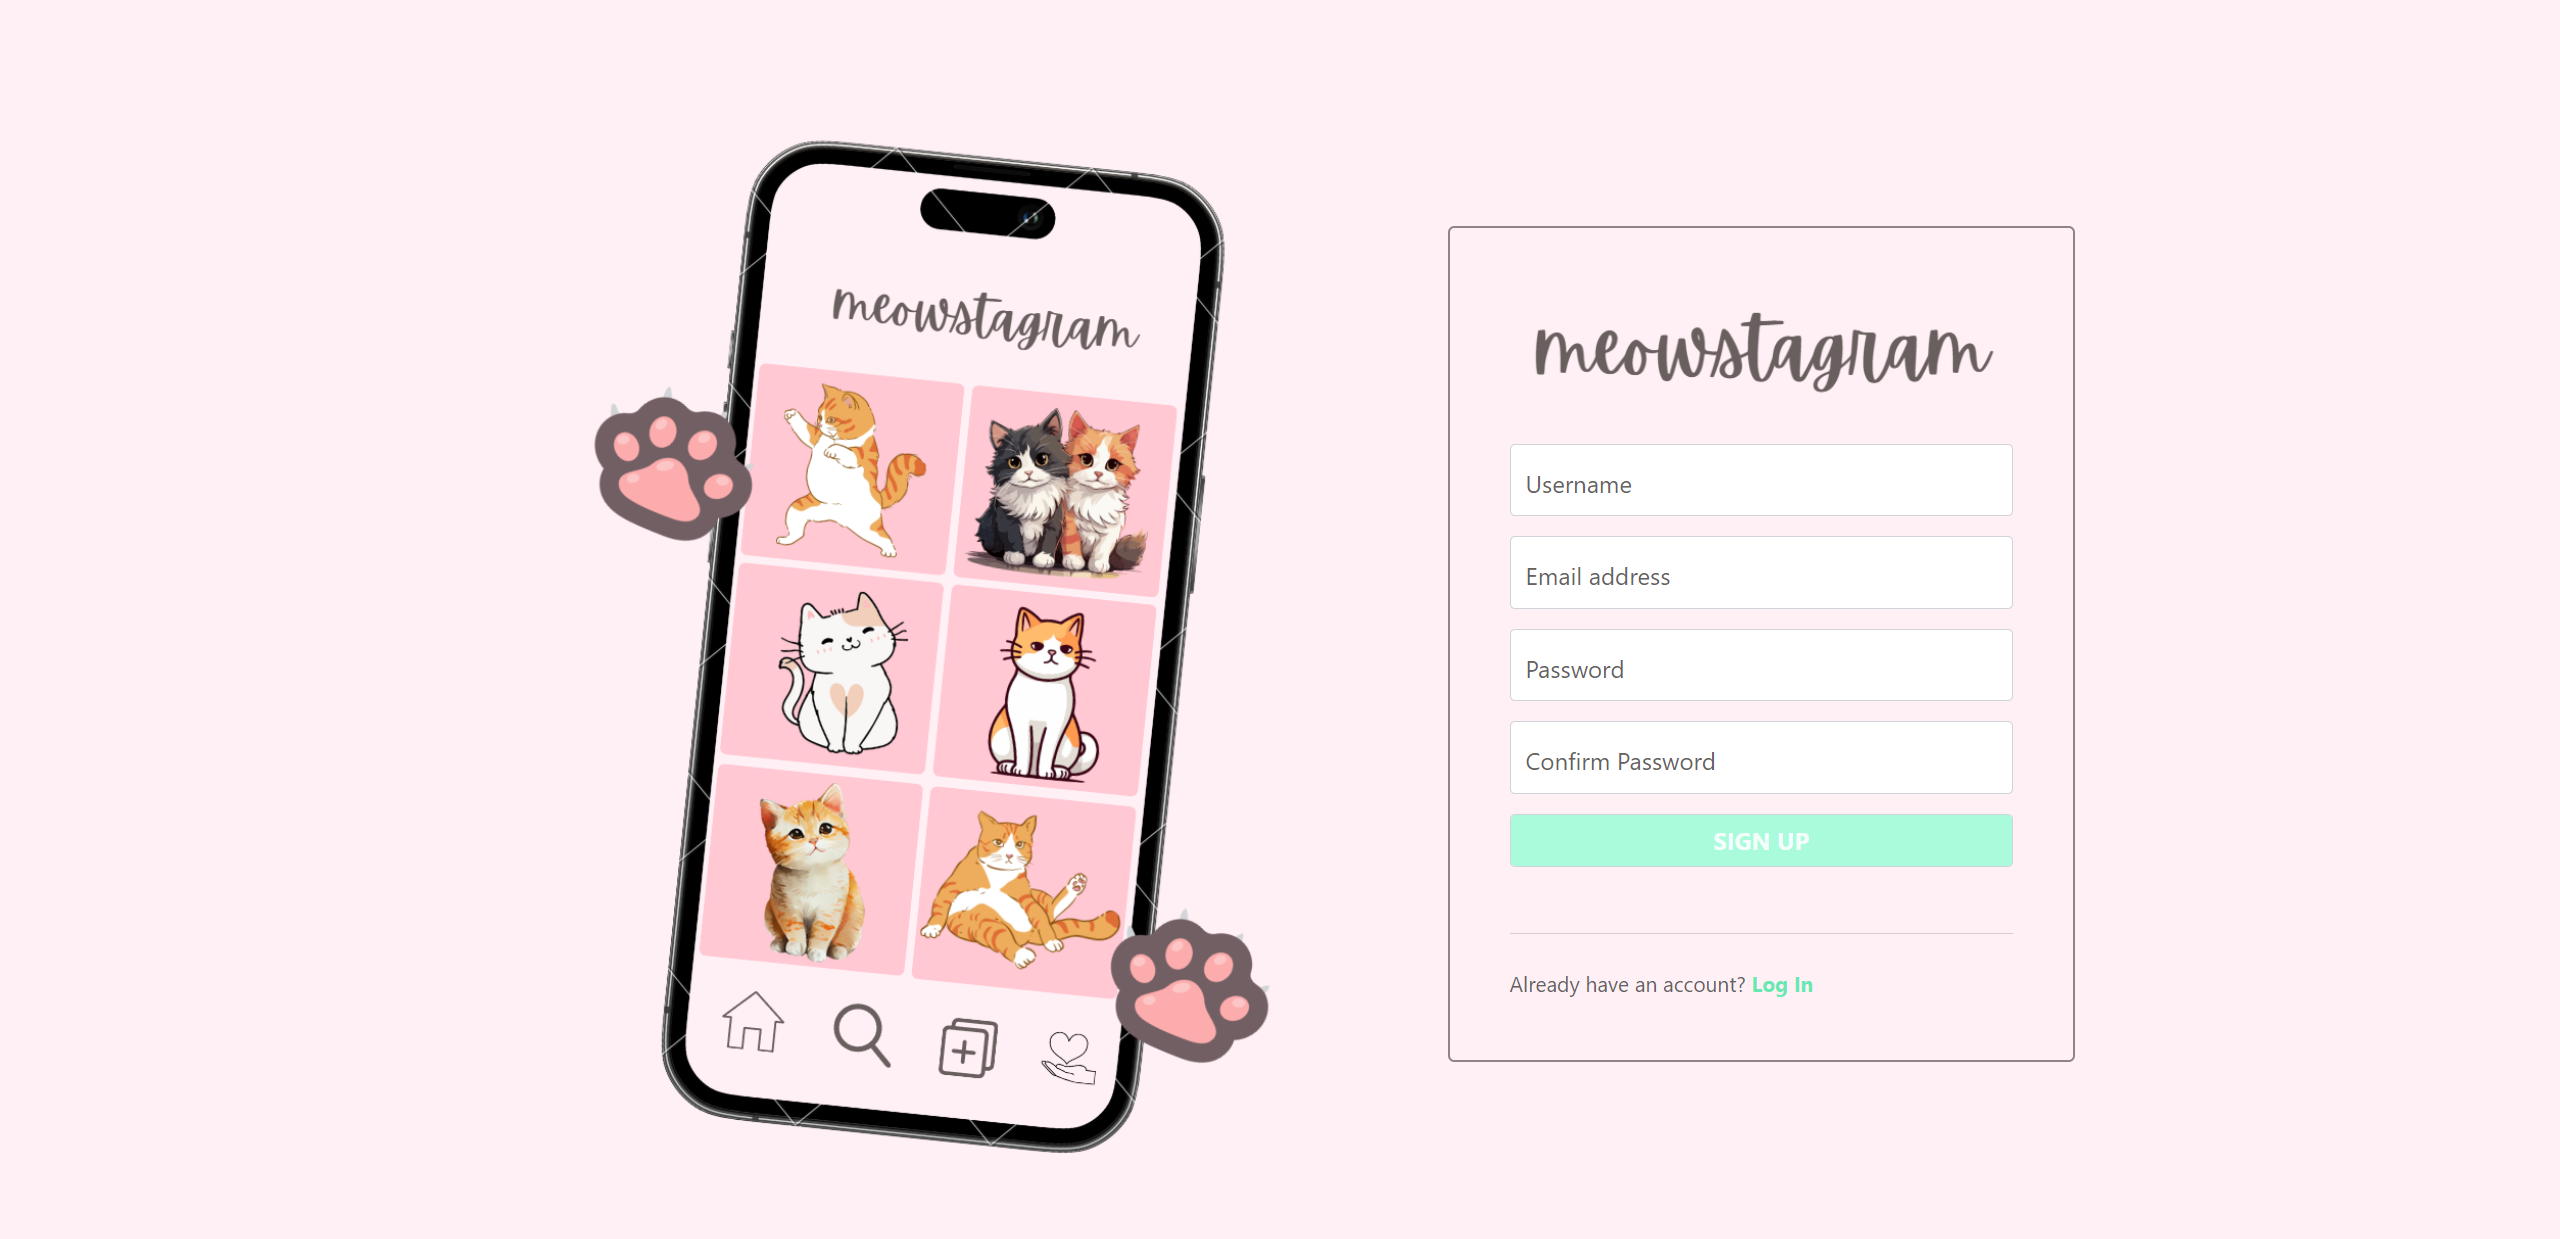 meowstagram
meowstagram
Username
Email address
Password
Confirm Password
SIGN UP
Already have an account? Log In